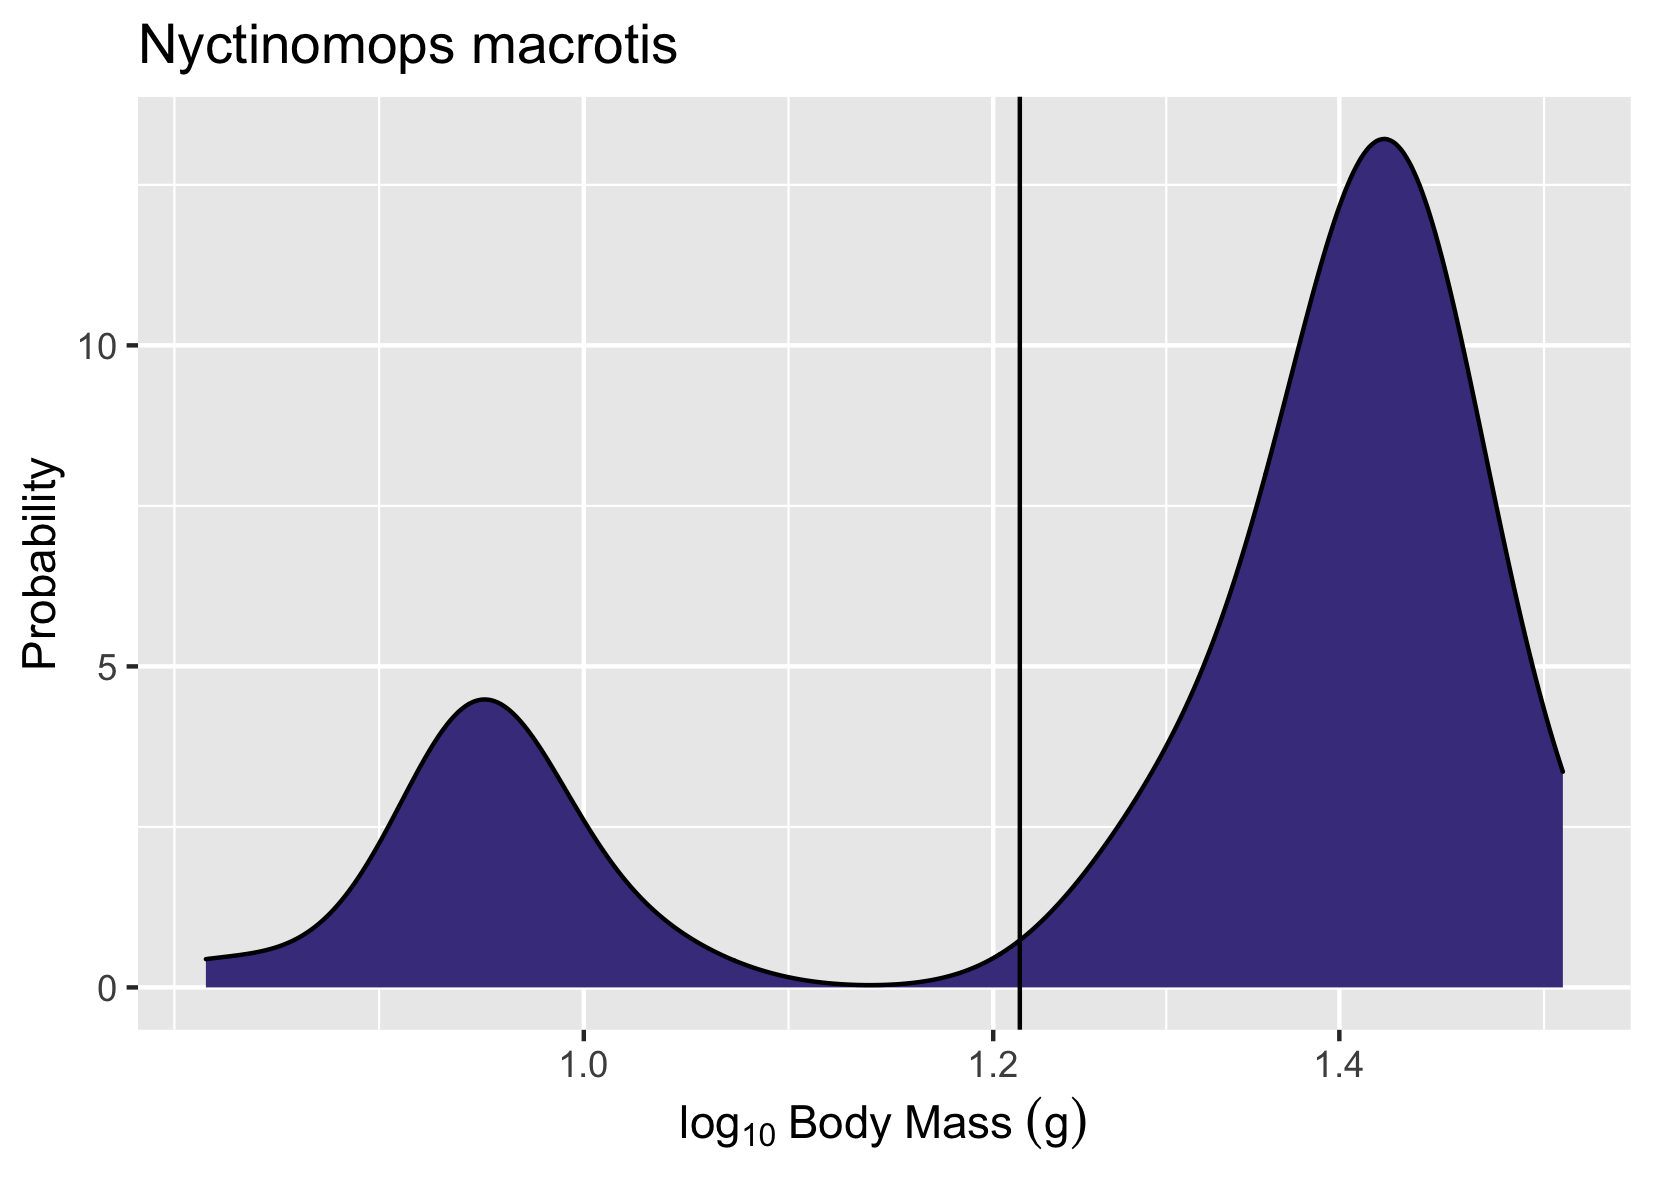 Nyctinomops macrotis
Probability
10
5
0
1.0 1.2 1.4
log₁₀ Body Mass (g)